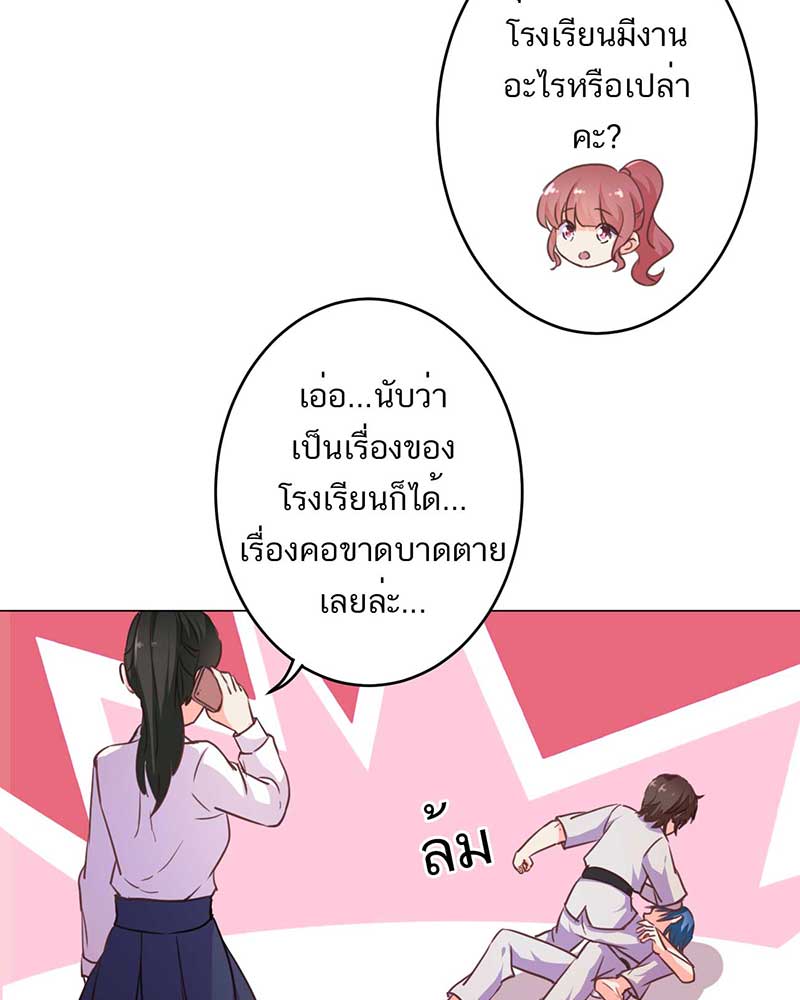 โรงเรียนมีงาน
อะไรหรือเปล่า
คะ?
เอ่อ...นับว่า
เป็นเรื่องของ
โรงเรียนก็ได้...
เรื่องคอขาดบาดตาย
เลยล่ะ...
ล้ม